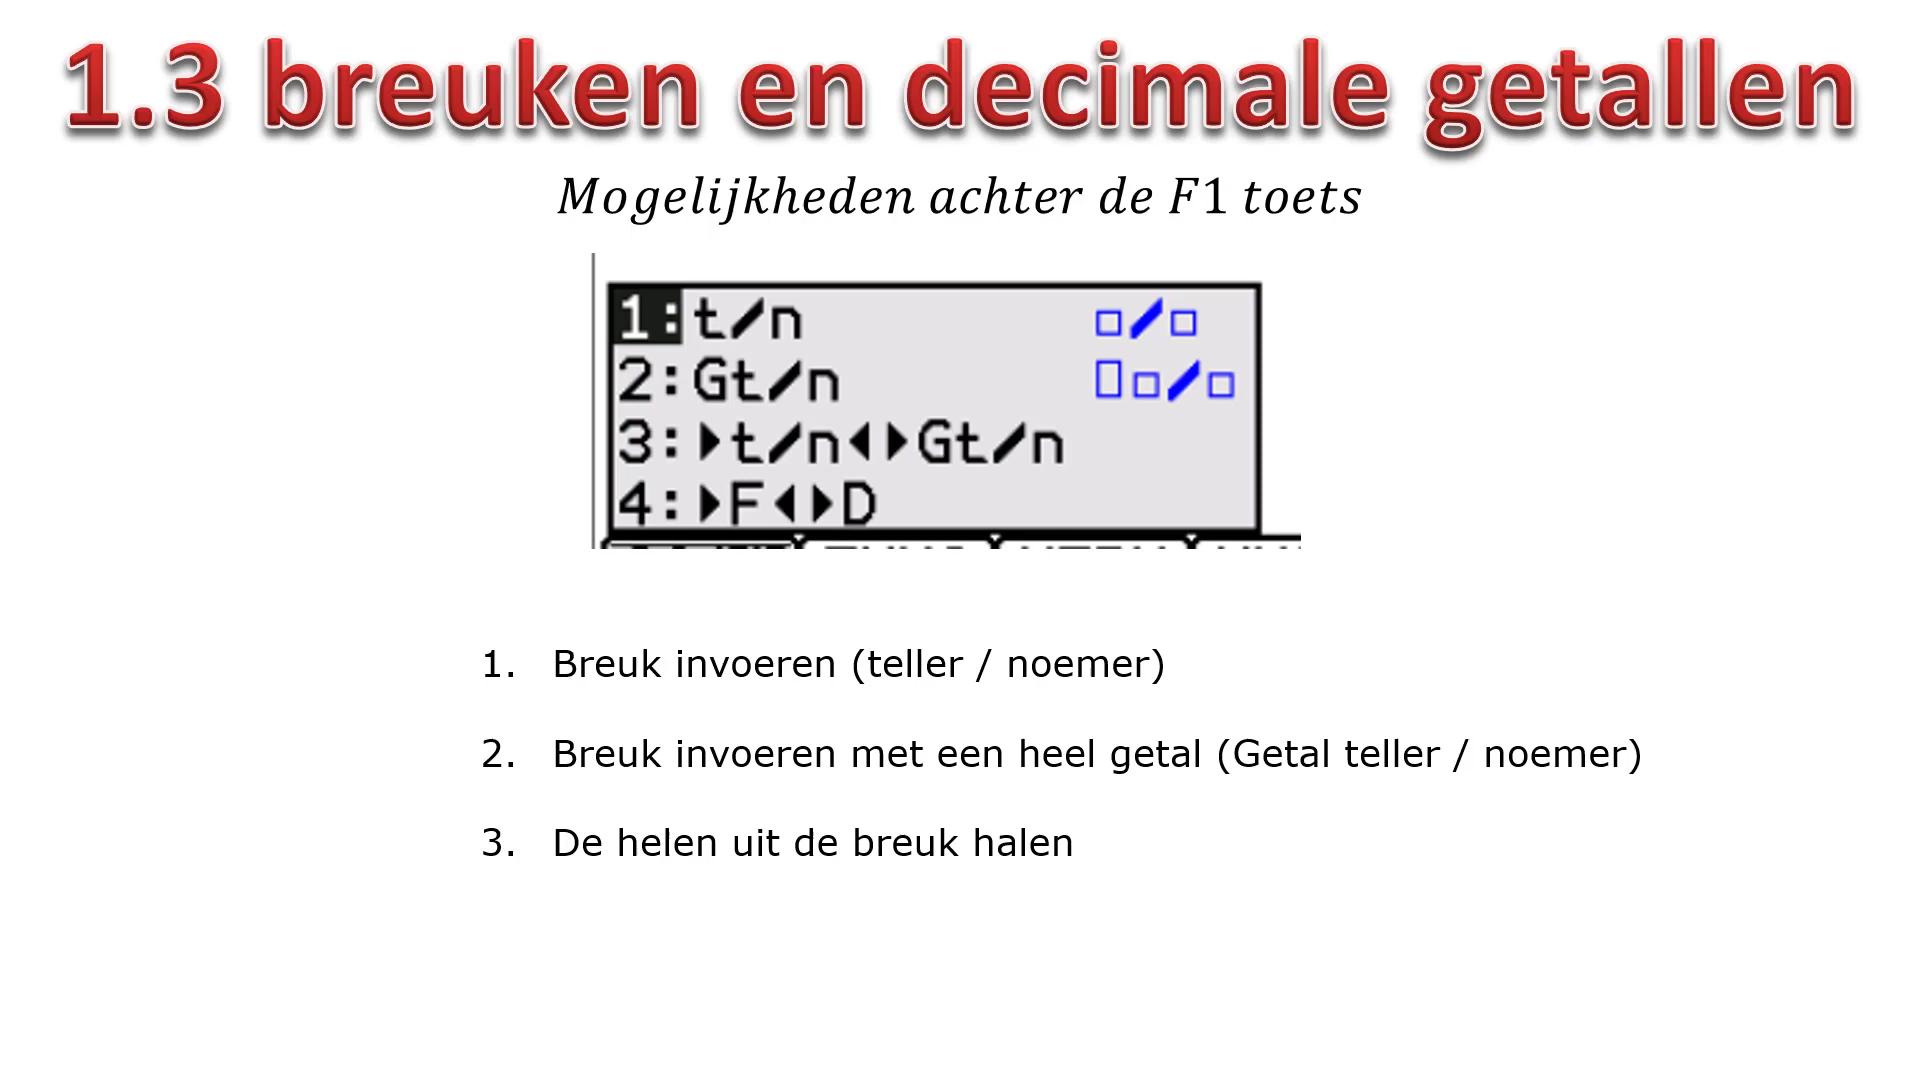 1.3 breuken en decimale getallen
Mogelijkheden achter de F1 toets
1:t/n □/□
2:Gt/n □□/□
3:▶t/n◀▶Gt/n
4:▶F◀▶D
1. Breuk invoeren (teller / noemer)
2. Breuk invoeren met een heel getal (Getal teller / noemer)
3. De helen uit de breuk halen